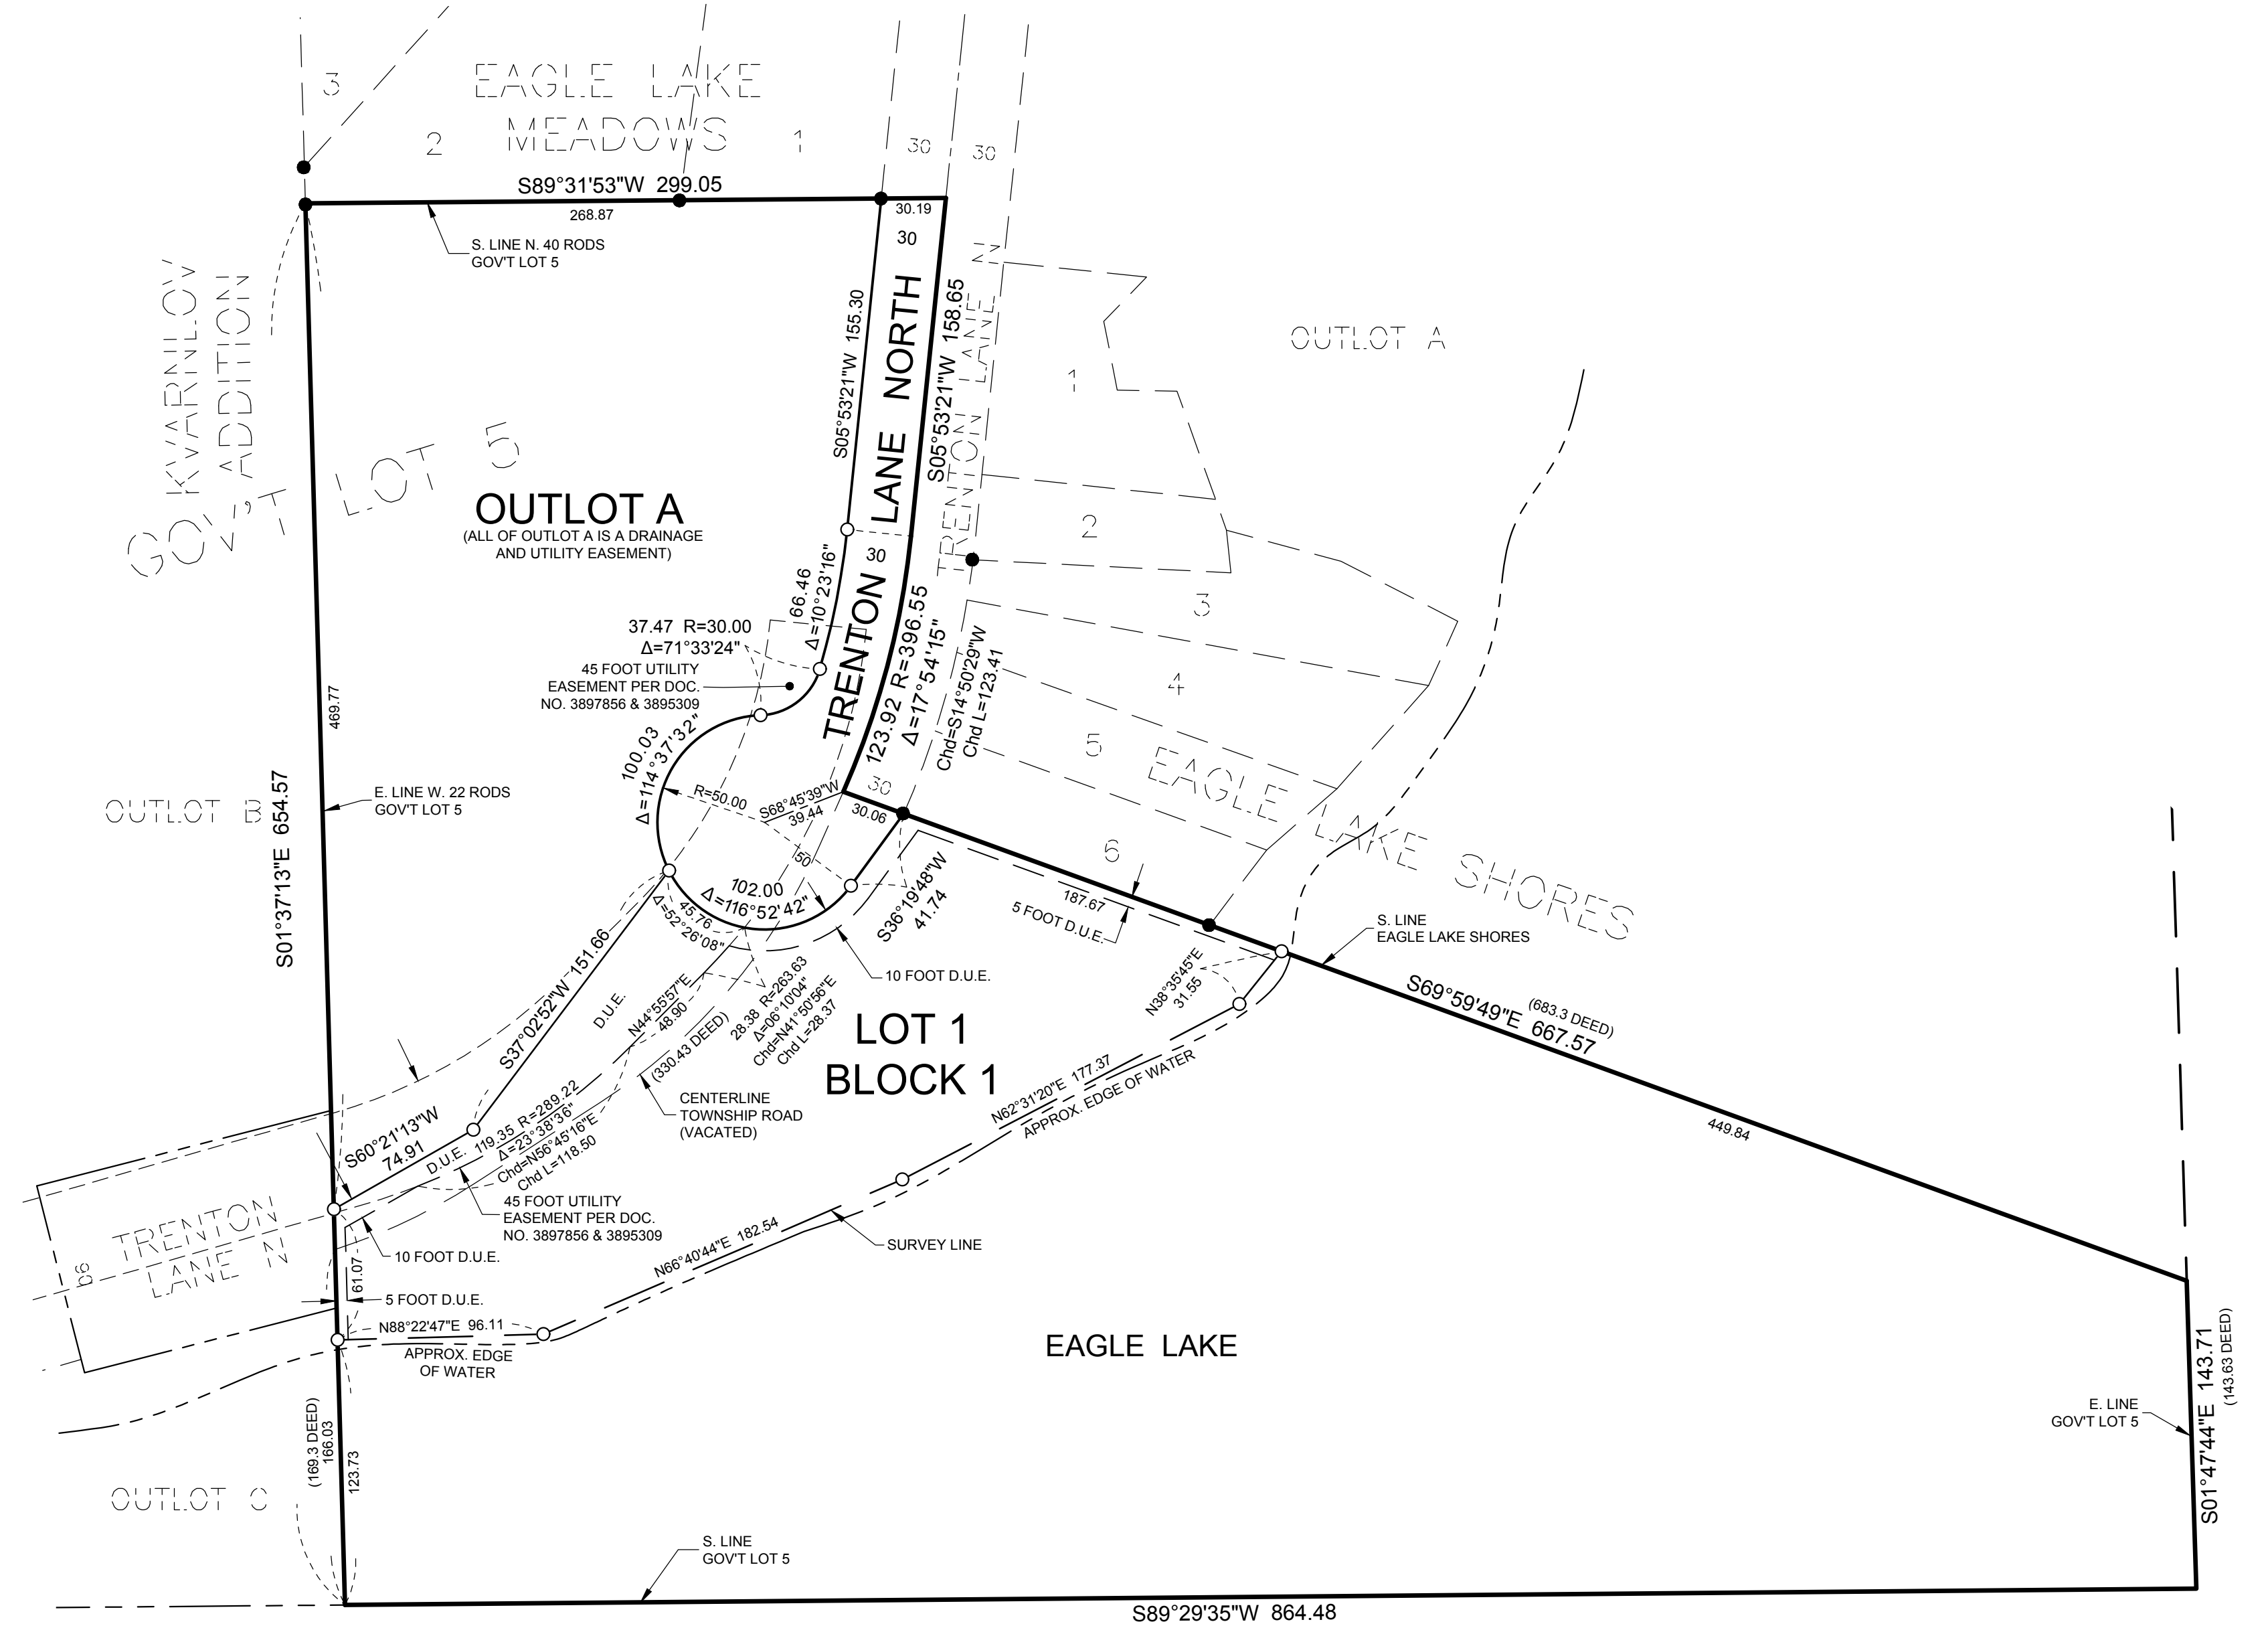 3
EAGLE LAKE
MEADOWS
2
1
30
30
S89°31'53"W 299.05
268.87
30.19
30
S. LINE N. 40 RODS
GOV'T LOT 5
KVARNLOV
ADDITION
GOV'T LOT 5
S05°53'21"W 155.30
TRENTON LANE NORTH
S05°53'21"W 158.65
TRENTON LANE N
OUTLOT A
1
2
3
4
5
6
EAGLE LAKE SHORES
OUTLOT A
(ALL OF OUTLOT A IS A DRAINAGE
AND UTILITY EASEMENT)
30
66.46
Δ=10°23'16"
37.47 R=30.00
Δ=71°33'24"
45 FOOT UTILITY
EASEMENT PER DOC.
NO. 3897856 & 3895309
123.92 R=396.55
Δ=17°54'15"
Chd=S14°50'29"W
Chd L=123.41
469.77
100.03
Δ=114°37'32"
R=50.00
S68°45'39"W
39.44
30
30.06
50
E. LINE W. 22 RODS
GOV'T LOT 5
OUTLOT B
S01°37'13"E 654.57
102.00
Δ=116°52'42"
45.76
Δ=52°26'08"
S36°19'48"W
41.74
187.67
5 FOOT D.U.E.
S. LINE
EAGLE LAKE SHORES
10 FOOT D.U.E.
S37°02'52"W 151.66
D.U.E.
N44°55'57"E
48.90
28.38 R=263.63
Δ=06°10'04"
Chd=N41°50'56"E
Chd L=28.37
(330.43 DEED)
LOT 1
BLOCK 1
N38°35'45"E
31.55
(683.3 DEED)
S69°59'49"E 667.57
449.84
CENTERLINE
TOWNSHIP ROAD
(VACATED)
N62°31'20"E 177.37
APPROX. EDGE OF WATER
S60°21'13"W
74.91
D.U.E.
119.35 R=289.22
Δ=23°38'36"
Chd=N56°45'16"E
Chd L=118.50
45 FOOT UTILITY
EASEMENT PER DOC.
NO. 3897856 & 3895309
TRENTON
LANE N
90
10 FOOT D.U.E.
61.07
5 FOOT D.U.E.
N66°40'44"E 182.54
SURVEY LINE
N88°22'47"E 96.11
APPROX. EDGE
OF WATER
EAGLE LAKE
S01°47'44"E 143.71
(143.63 DEED)
E. LINE
GOV'T LOT 5
(169.3 DEED)
166.03
123.73
OUTLOT C
S. LINE
GOV'T LOT 5
S89°29'35"W 864.48